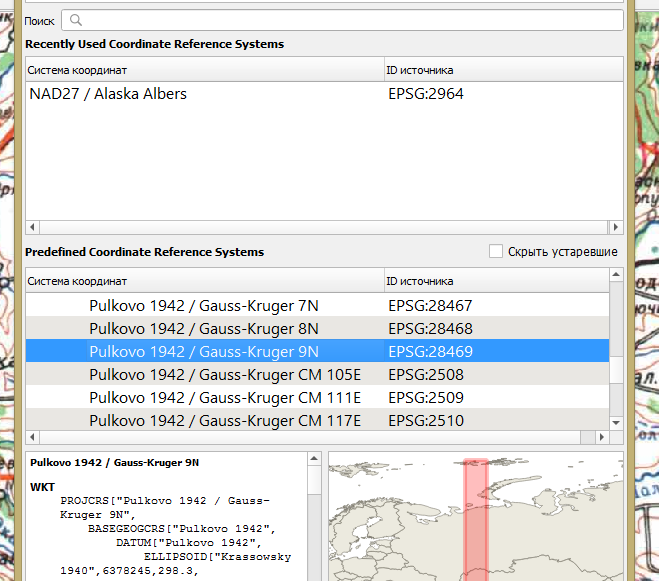 Поиск
Recently Used Coordinate Reference Systems
Система координат ID источника
NAD27 / Alaska Albers EPSG:2964
Predefined Coordinate Reference Systems Скрыть устаревшие
Система координат ID источника
Pulkovo 1942 / Gauss-Kruger 7N EPSG:28467
Pulkovo 1942 / Gauss-Kruger 8N EPSG:28468
Pulkovo 1942 / Gauss-Kruger 9N EPSG:28469
Pulkovo 1942 / Gauss-Kruger CM 105E EPSG:2508
Pulkovo 1942 / Gauss-Kruger CM 111E EPSG:2509
Pulkovo 1942 / Gauss-Kruger CM 117E EPSG:2510
Pulkovo 1942 / Gauss-Kruger 9N
WKT
PROJCRS["Pulkovo 1942 / Gauss-
Kruger 9N",
BASEGEOGCRS["Pulkovo 1942",
DATUM["Pulkovo 1942",
ELLIPSOID["Krassowsky
1940",6378245,298.3,